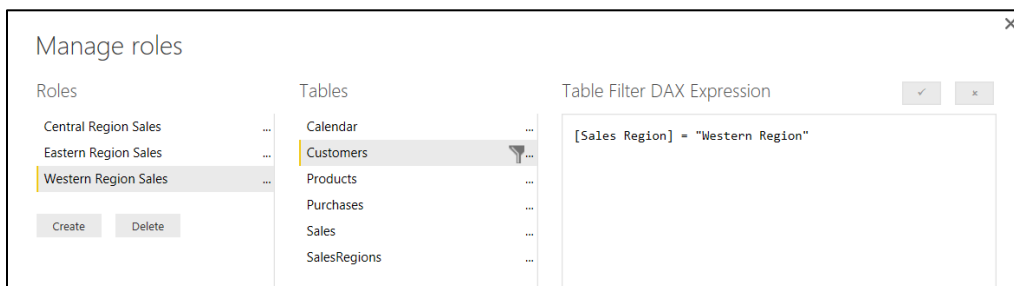 Manage roles
Roles
Central Region Sales ...
Eastern Region Sales ...
Western Region Sales ...
Create Delete
Tables
Calendar ...
Customers ...
Products ...
Purchases ...
Sales ...
SalesRegions ...
Table Filter DAX Expression
[Sales Region] = "Western Region"